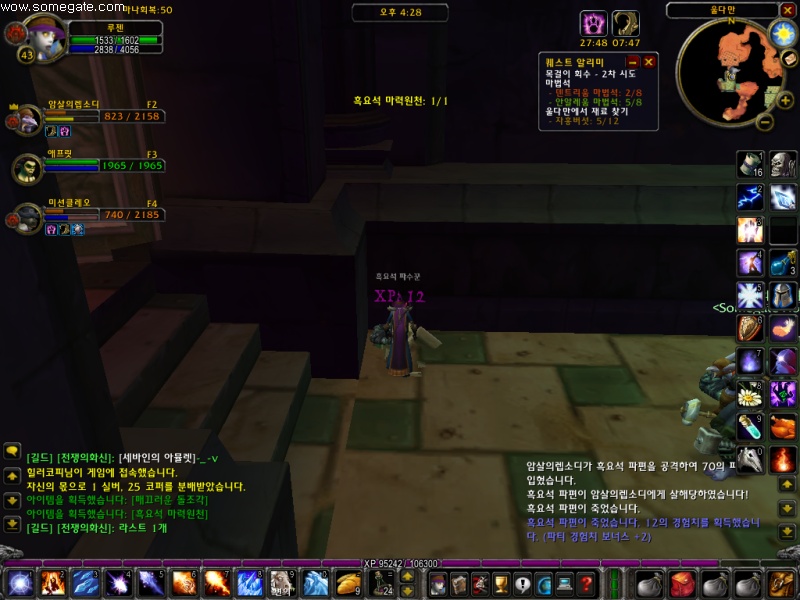 www.somegate.com
마나회복:50
루젠
1533 / 1602
2838 / 4056
43
오후 4:28
27:48 07:47
울다만
N
퀘스트 알리미
목걸이 회수 - 2차 시도
마법석
- 덴트리움 마법석: 2/8
- 안알레움 마법석: 5/8
울다만에서 재료 찾기
- 자홍버섯: 5/12
흑요석 마력원천: 1/1
암살의렙소디 F2
823 / 2158
에프릿 F3
1965 / 1965
미션클레오 F4
740 / 2185
흑요석 파수꾼
XP: 12
[길드] [전쟁의화신]: [세바인의 아뮬렛]-_-v
힐러코피님이 게임에 접속했습니다.
자신의 몫으로 1 실버, 25 코퍼를 분배받았습니다.
아이템을 획득했습니다: [매끄러운 돌조각]
아이템을 획득했습니다: [흑요석 마력원천]
[길드] [전쟁의화신]: 라스트 1개
암살의렙소디가 흑요석 파편을 공격하여 70의 피
입혔습니다.
흑요석 파편이 암살의렙소디에게 살해당하였습니다!
흑요석 파편이 죽었습니다.
흑요석 파편이 죽었습니다. 12의 경험치를 획득했습니
다. (파티 경험치 보너스 +2)
XP 95242 / 106300